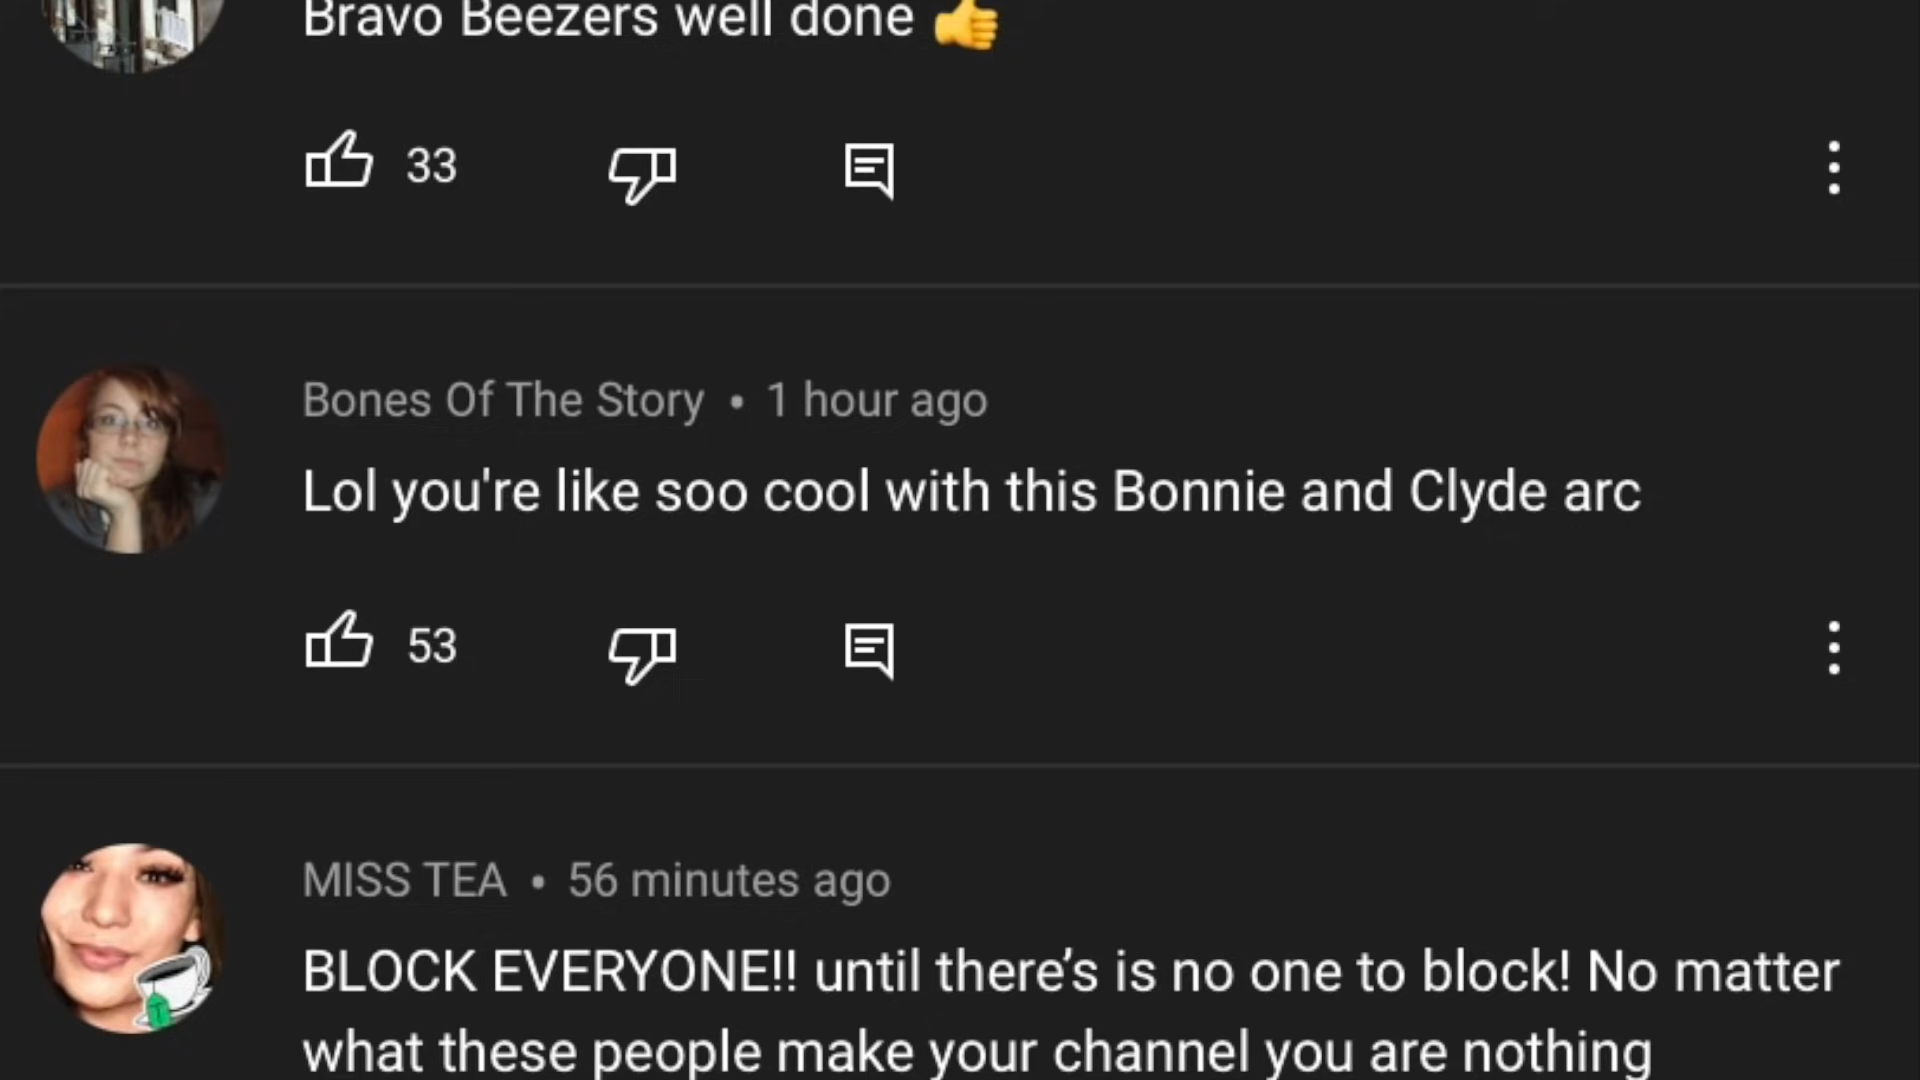 Bravo Beezers well done 👍
33
Bones Of The Story • 1 hour ago
Lol you're like soo cool with this Bonnie and Clyde arc
53
MISS TEA • 56 minutes ago
BLOCK EVERYONE!! until there’s is no one to block! No matter
what these people make your channel you are nothing